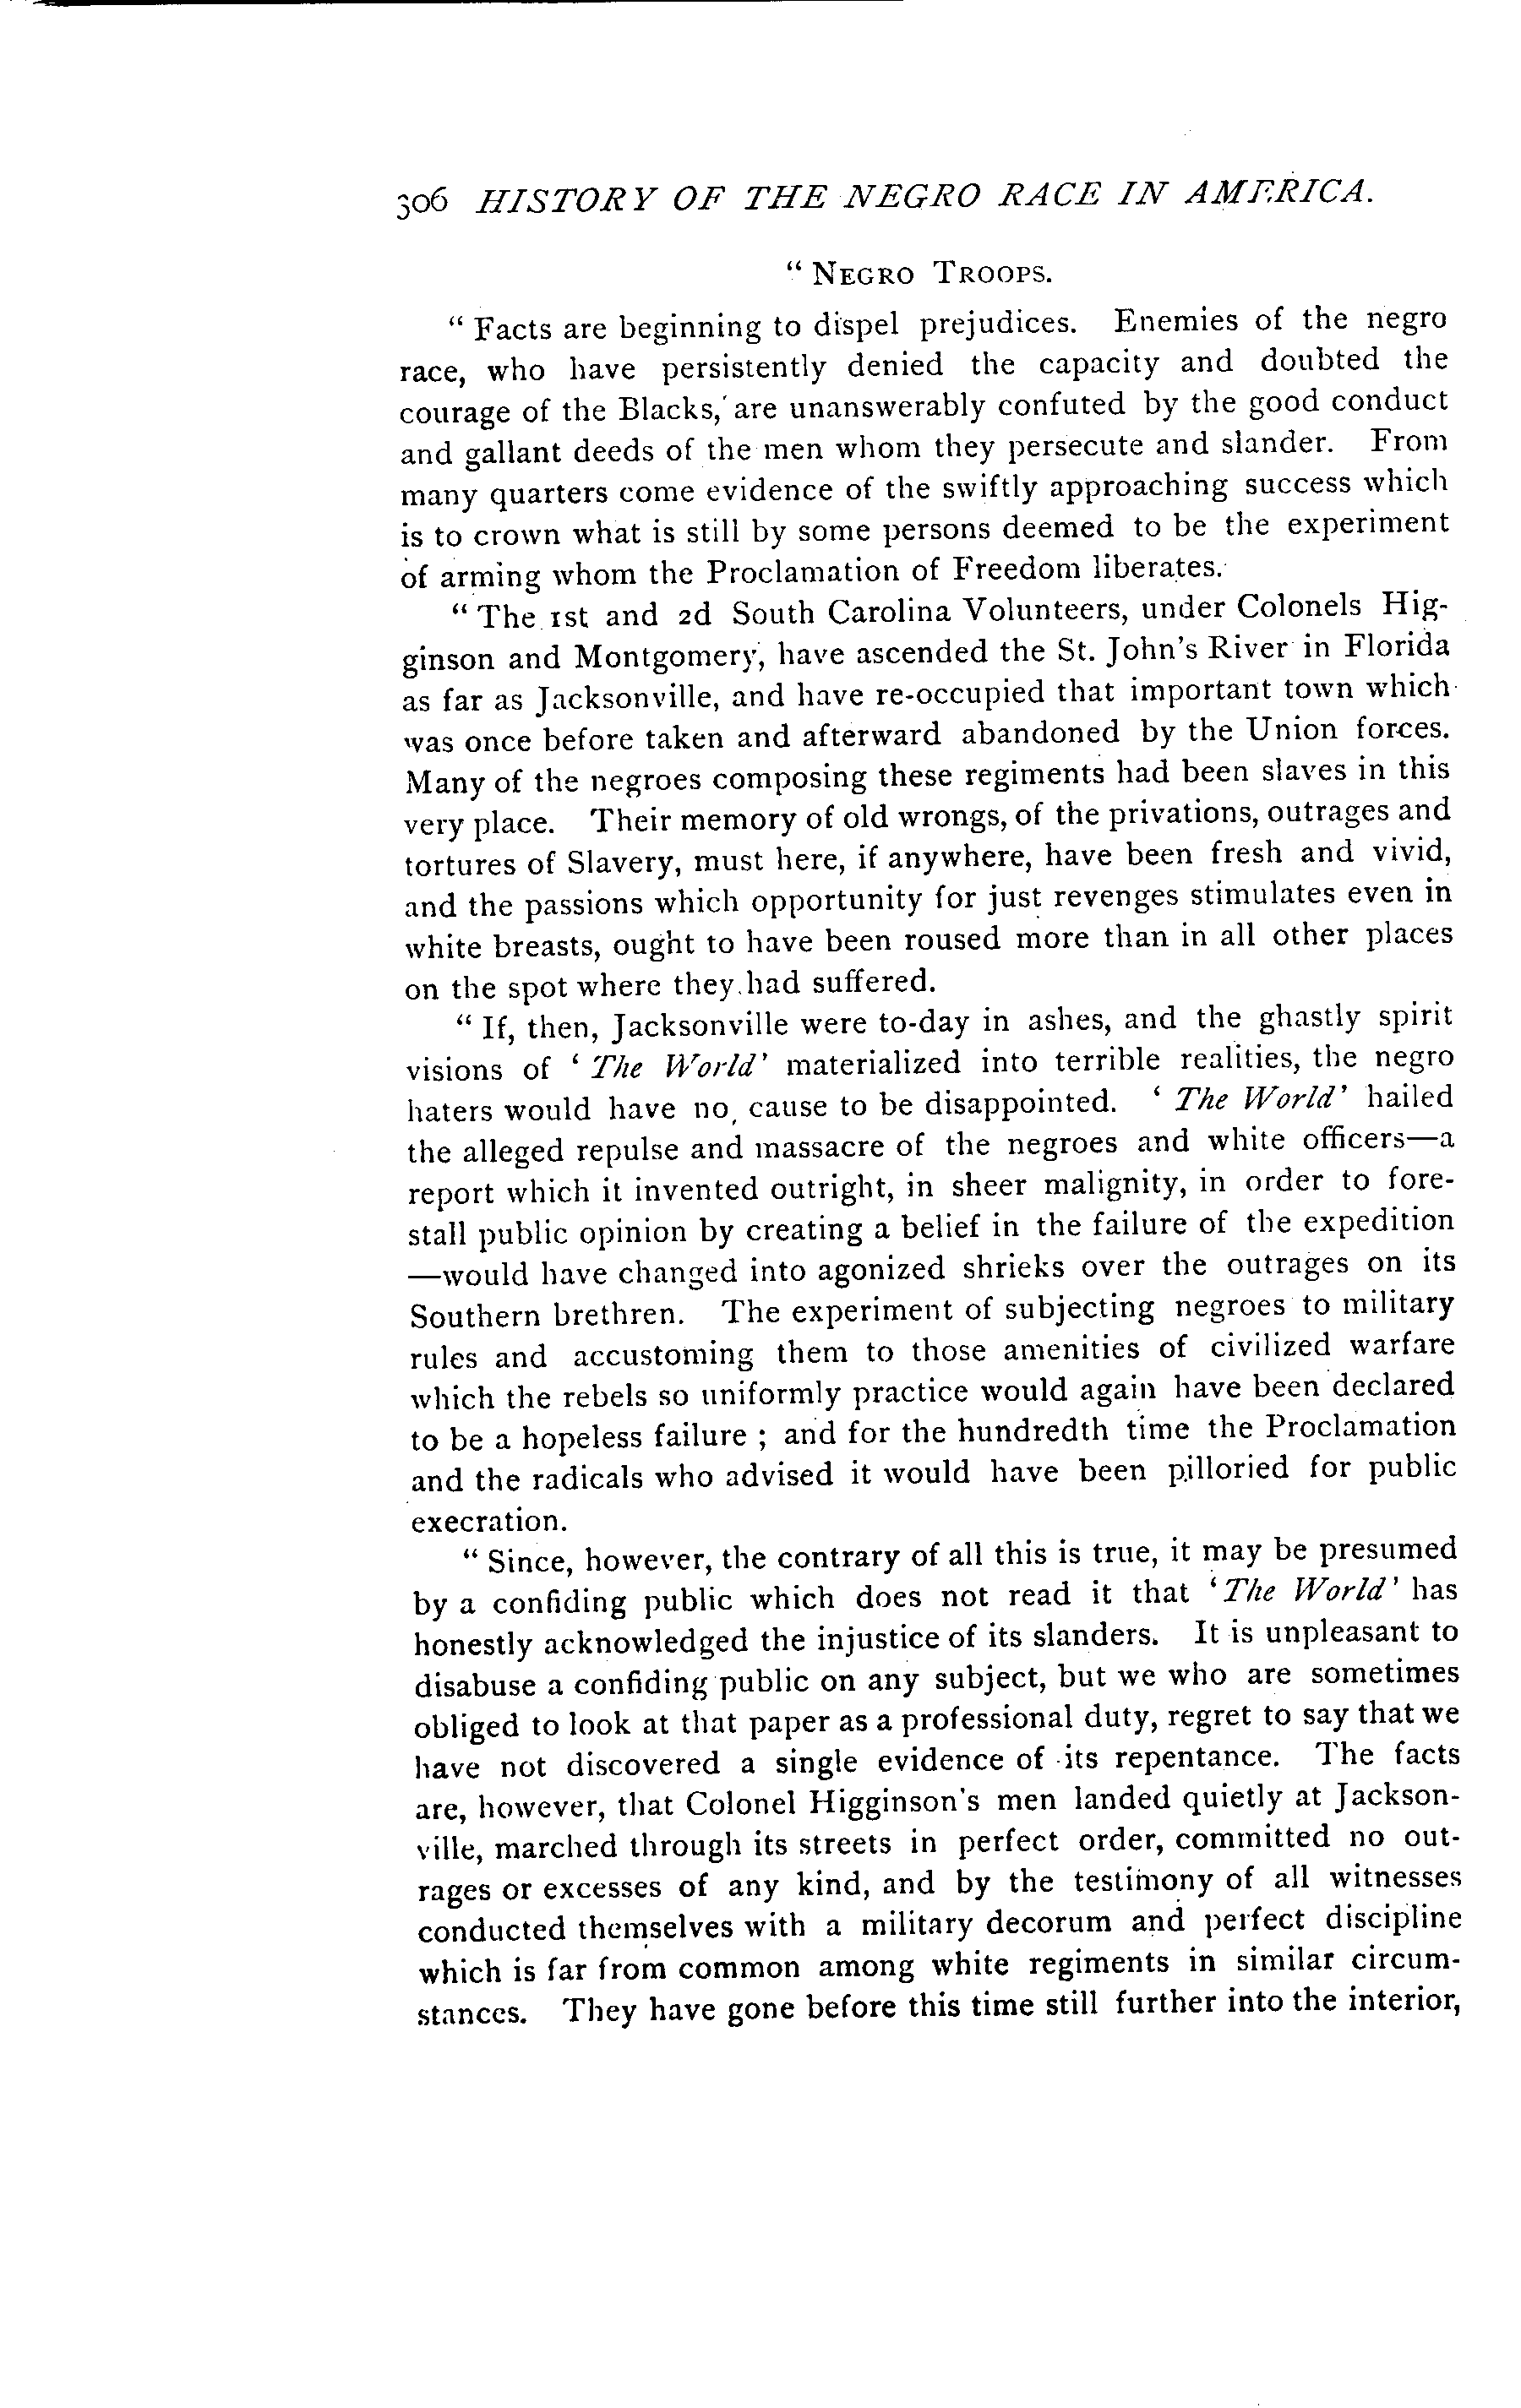 306 HISTORY OF THE NEGRO RACE IN AMERICA.
“ NEGRO TROOPS.
“ Facts are beginning to dispel prejudices. Enemies of the negro
race, who have persistently denied the capacity and doubted the
courage of the Blacks, are unanswerably confuted by the good conduct
and gallant deeds of the men whom they persecute and slander. From
many quarters come evidence of the swiftly approaching success which
is to crown what is still by some persons deemed to be the experiment
of arming whom the Proclamation of Freedom liberates.
“ The 1st and 2d South Carolina Volunteers, under Colonels Hig-
ginson and Montgomery, have ascended the St. John's River in Florida
as far as Jacksonville, and have re-occupied that important town which
was once before taken and afterward abandoned by the Union forces.
Many of the negroes composing these regiments had been slaves in this
very place. Their memory of old wrongs, of the privations, outrages and
tortures of Slavery, must here, if anywhere, have been fresh and vivid,
and the passions which opportunity for just revenges stimulates even in
white breasts, ought to have been roused more than in all other places
on the spot where they had suffered.
“ If, then, Jacksonville were to-day in ashes, and the ghastly spirit
visions of ‘ The World’ materialized into terrible realities, the negro
haters would have no cause to be disappointed. ‘ The World’ hailed
the alleged repulse and massacre of the negroes and white officers—a
report which it invented outright, in sheer malignity, in order to fore-
stall public opinion by creating a belief in the failure of the expedition
—would have changed into agonized shrieks over the outrages on its
Southern brethren. The experiment of subjecting negroes to military
rules and accustoming them to those amenities of civilized warfare
which the rebels so uniformly practice would again have been declared
to be a hopeless failure ; and for the hundredth time the Proclamation
and the radicals who advised it would have been pilloried for public
execration.
“ Since, however, the contrary of all this is true, it may be presumed
by a confiding public which does not read it that ‘ The World’ has
honestly acknowledged the injustice of its slanders. It is unpleasant to
disabuse a confiding public on any subject, but we who are sometimes
obliged to look at that paper as a professional duty, regret to say that we
have not discovered a single evidence of its repentance. The facts
are, however, that Colonel Higginson's men landed quietly at Jackson-
ville, marched through its streets in perfect order, committed no out-
rages or excesses of any kind, and by the testimony of all witnesses
conducted themselves with a military decorum and perfect discipline
which is far from common among white regiments in similar circum-
stances. They have gone before this time still further into the interior,